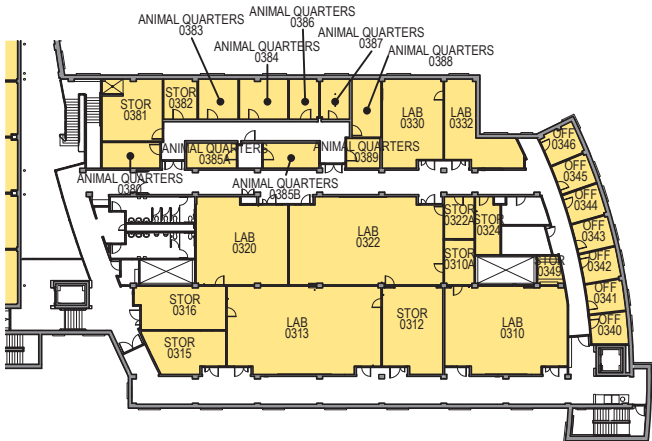 ANIMAL QUARTERS
0386
ANIMAL QUARTERS
0383
ANIMAL QUARTERS
0387
ANIMAL QUARTERS
0384
ANIMAL QUARTERS
0388
STOR
0381
STOR
0382
LAB
0330
LAB
0332
OFF
0346
OFF
0345
OFF
0344
OFF
0343
OFF
0342
OFF
0341
OFF
0340
ANIMAL QUARTERS
0385A
ANIMAL QUARTERS
0389
ANIMAL QUARTERS
0380
ANIMAL QUARTERS
0385B
LAB
0320
LAB
0322
STOR
0322A
STOR
0324
STOR
0310A
STOR
0349
STOR
0316
STOR
0315
LAB
0313
STOR
0312
LAB
0310